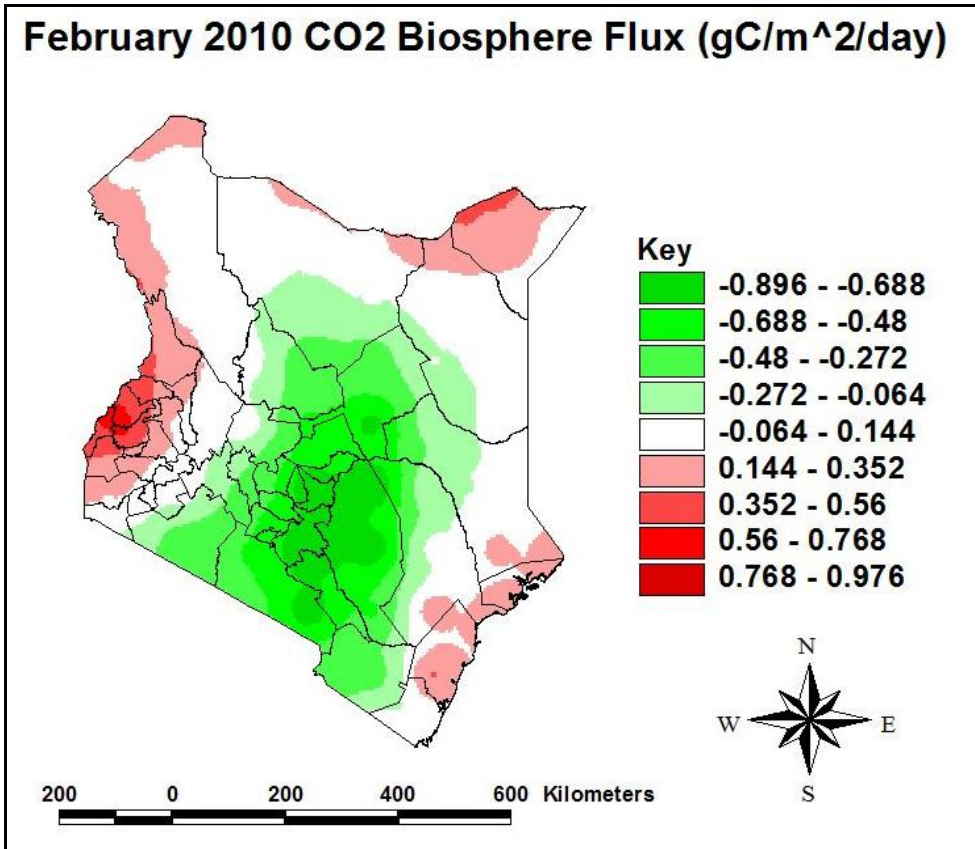 February 2010 CO2 Biosphere Flux (gC/m^2/day)
Key
-0.896 - -0.688
-0.688 - -0.48
-0.48 - -0.272
-0.272 - -0.064
-0.064 - 0.144
0.144 - 0.352
0.352 - 0.56
0.56 - 0.768
0.768 - 0.976
N
W E
S
200 0 200 400 600 Kilometers